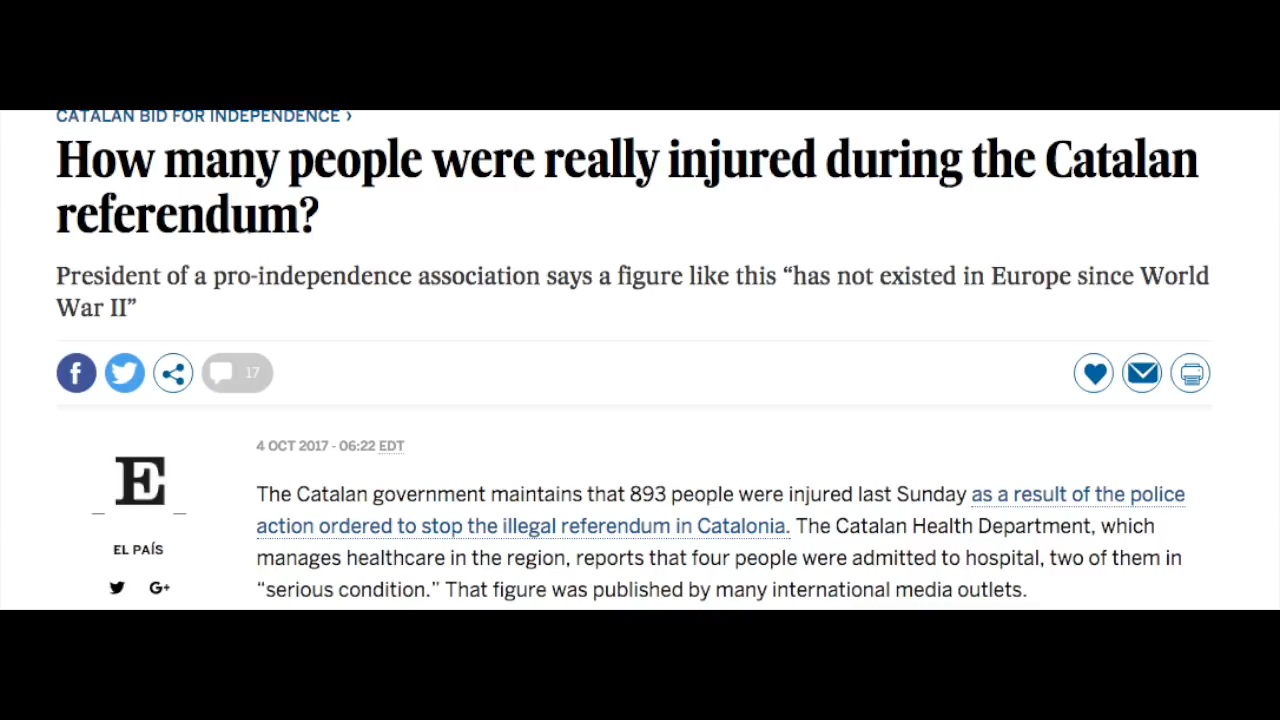 CATALAN BID FOR INDEPENDENCE ›
How many people were really injured during the Catalan
referendum?
President of a pro-independence association says a figure like this “has not existed in Europe since World
War II”
f
17
4 OCT 2017 - 06:22 EDT
E
EL PAÍS
G+
The Catalan government maintains that 893 people were injured last Sunday as a result of the police
action ordered to stop the illegal referendum in Catalonia. The Catalan Health Department, which
manages healthcare in the region, reports that four people were admitted to hospital, two of them in
“serious condition.” That figure was published by many international media outlets.